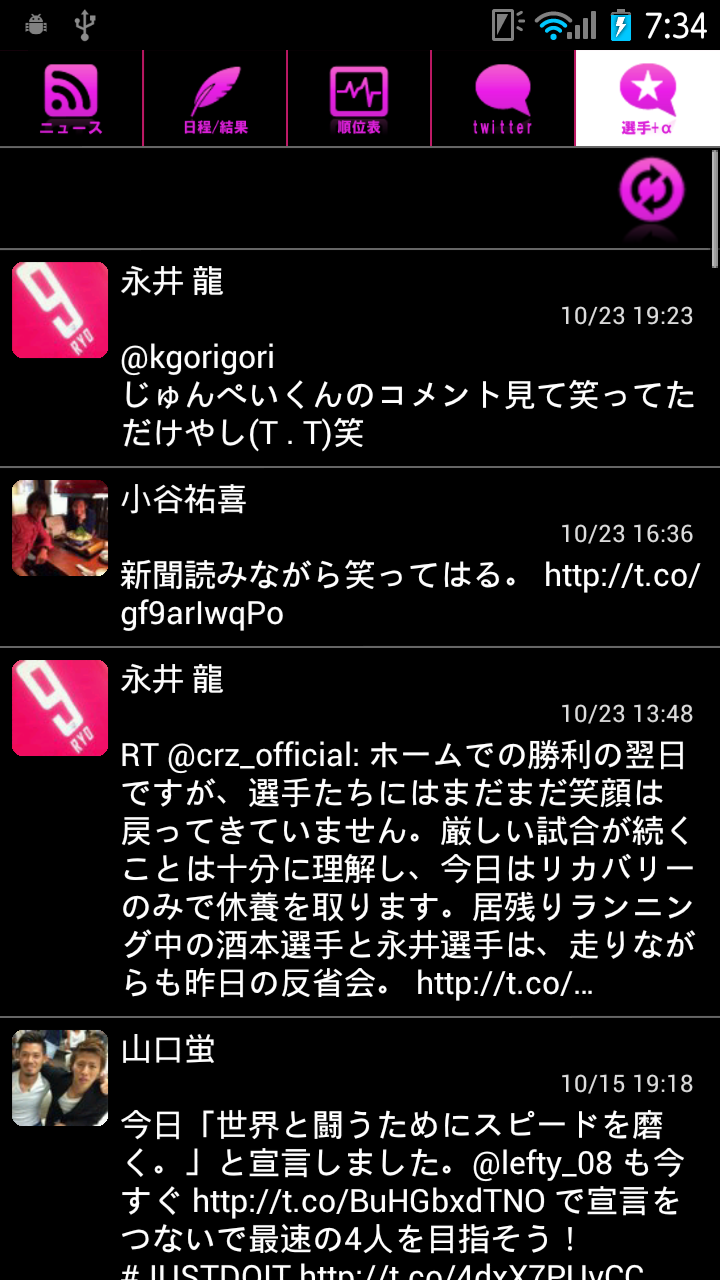 7:34
ニュース
日程/結果
順位表
twitter
選手+α
永井 龍
10/23 19:23
@kgorigori
じゅんぺいくんのコメント見て笑ってた
だけやし(T . T)笑
小谷祐喜
10/23 16:36
新聞読みながら笑ってはる。 http://t.co/
gf9arIwqPo
永井 龍
10/23 13:48
RT @crz_official: ホームでの勝利の翌日
ですが、選手たちにはまだまだ笑顔は
戻ってきていません。厳しい試合が続く
ことは十分に理解し、今日はリカバリー
のみで休養を取ります。居残りランニン
グ中の酒本選手と永井選手は、走りなが
らも昨日の反省会。 http://t.co/…
山口蛍
10/15 19:18
今日「世界と闘うためにスピードを磨
く。」と宣言しました。@lefty_08 も今
すぐ http://t.co/BuHGbxdTNO で宣言を
つないで最速の4人を目指そう！
#JUSTDOIT
9
RYO
9
RYO